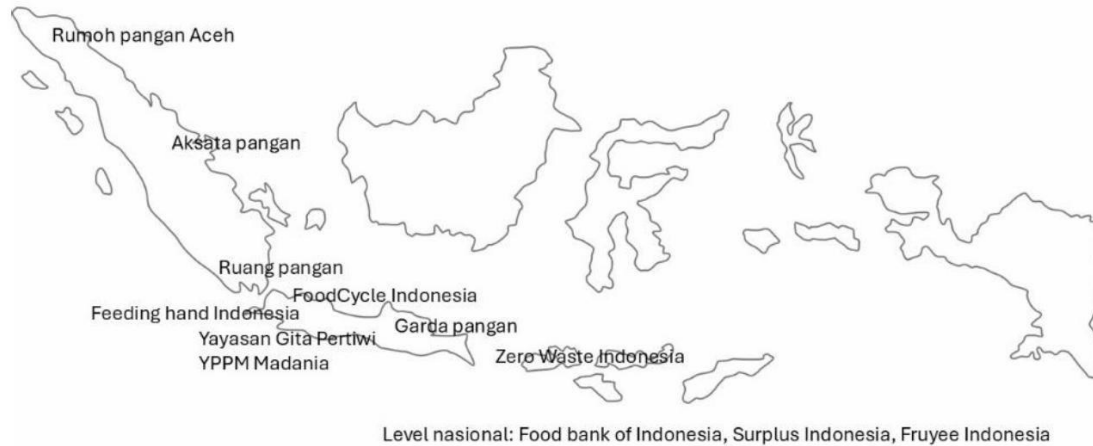 Rumoh pangan Aceh
Aksata pangan
Ruang pangan
FoodCycle Indonesia
Feeding hand Indonesia
Garda pangan
Yayasan Gita Pertiwi
Zero Waste Indonesia
YPPM Madania
Level nasional: Food bank of Indonesia, Surplus Indonesia, Fruyee Indonesia